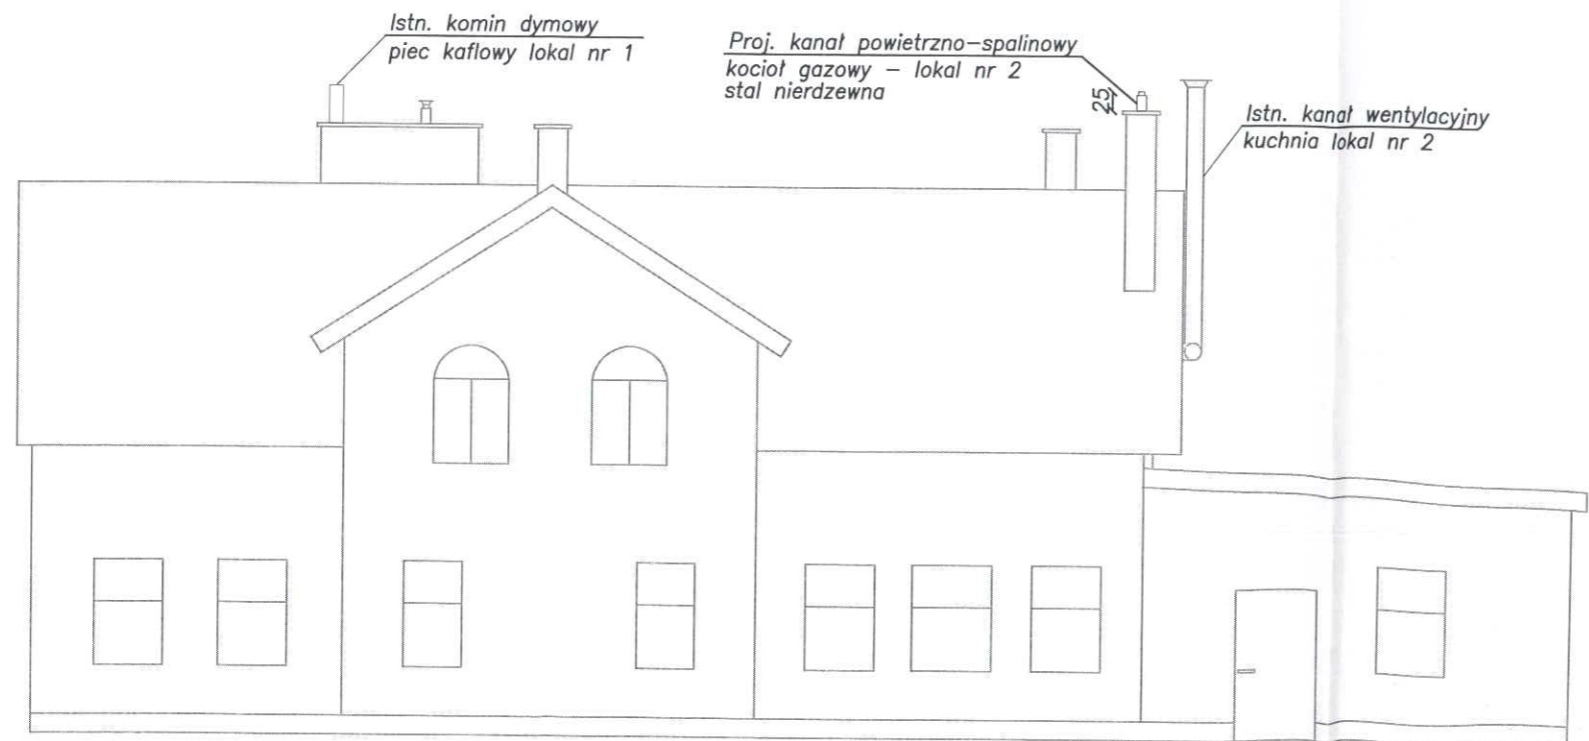 Istn. komin dymowy
piec kaflowy lokal nr 1
Proj. kanał powietrzno-spalinowy
kocioł gazowy - lokal nr 2
stal nierdzewna
25
Istn. kanał wentylacyjny
kuchnia lokal nr 2